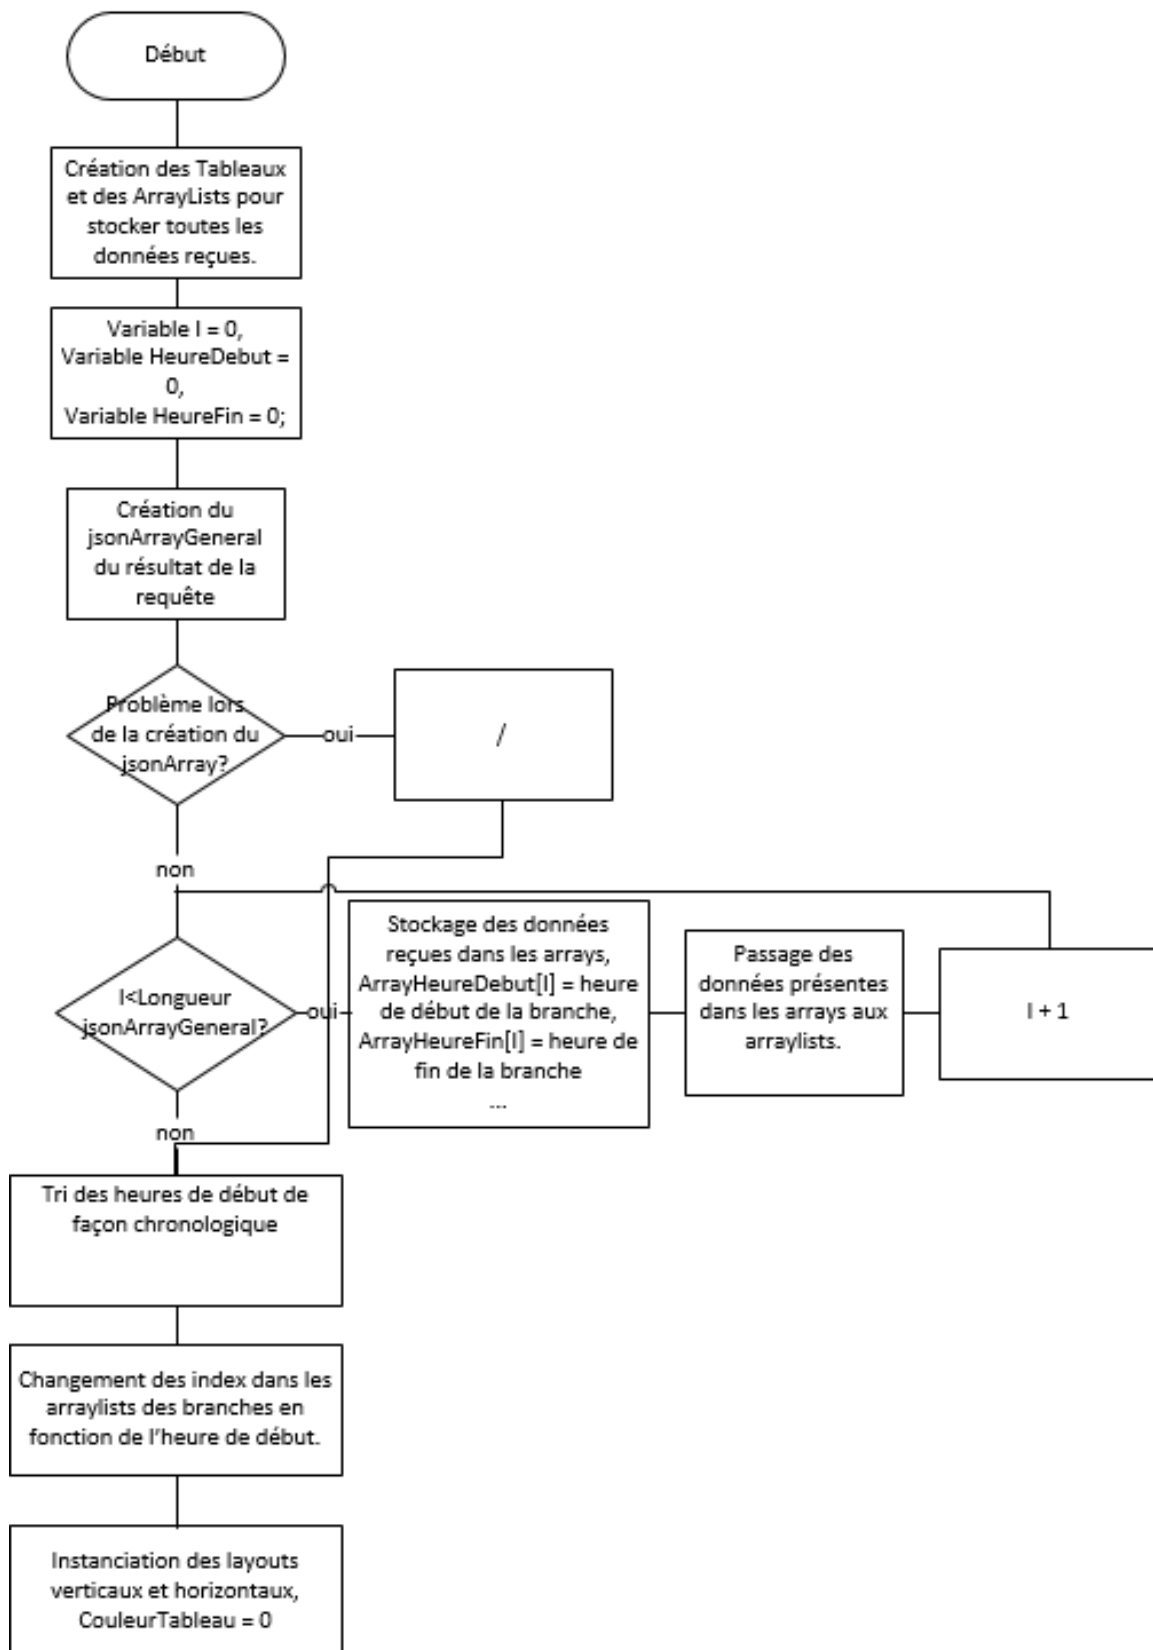 Début
Création des Tableaux
et des ArrayLists pour
stocker toutes les
données reçues.
Variable I = 0,
Variable HeureDebut =
0,
Variable HeureFin = 0;
Création du
jsonArrayGeneral
du résultat de la
requête
Problème lors
de la création du
jsonArray?
oui
/
non
I<Longueur
jsonArrayGeneral?
oui
Stockage des données
reçues dans les arrays,
ArrayHeureDebut[I] = heure
de début de la branche,
ArrayHeureFin[I] = heure de
fin de la branche
...
Passage des
données présentes
dans les arrays aux
arraylists.
I + 1
non
Tri des heures de début de
façon chronologique
Changement des index dans les
arraylists des branches en
fonction de l'heure de début.
Instanciation des layouts
verticaux et horizontaux,
CouleurTableau = 0